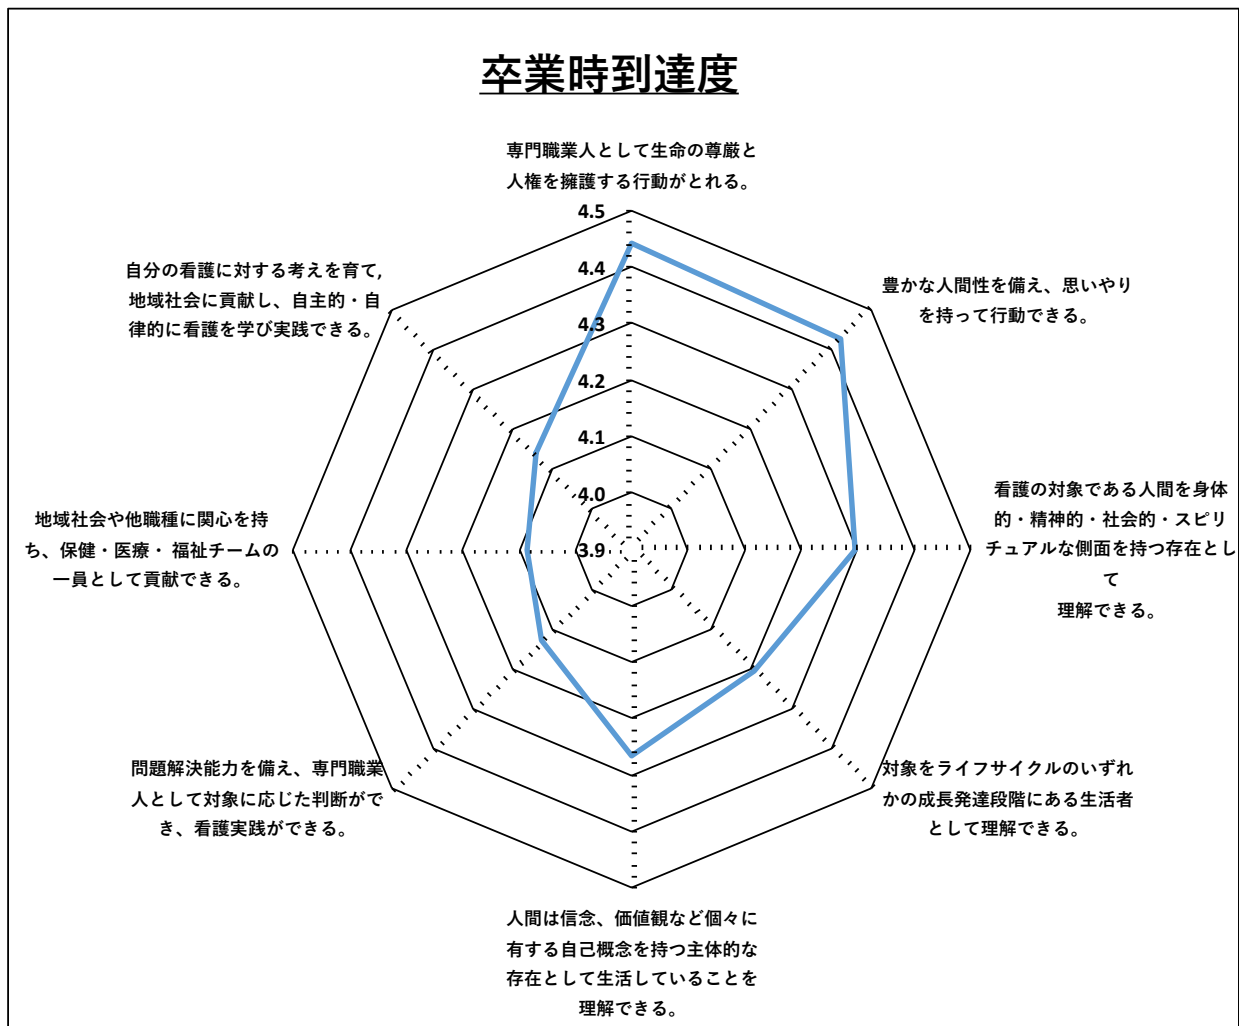 卒業時到達度
専門職業人として生命の尊厳と
人権を擁護する行動がとれる。
豊かな人間性を備え、思いやり
を持って行動できる。
看護の対象である人間を身体
的・精神的・社会的・スピリ
チュアルな側面を持つ存在とし
て
理解できる。
対象をライフサイクルのいずれ
かの成長発達段階にある生活者
として理解できる。
人間は信念、価値観など個々に
有する自己概念を持つ主体的な
存在として生活していることを
理解できる。
問題解決能力を備え、専門職業
人として対象に応じた判断がで
き、看護実践ができる。
地域社会や他職種に関心を持
ち、保健・医療・ 福祉チームの
一員として貢献できる。
自分の看護に対する考えを育て,
地域社会に貢献し、自主的・自
律的に看護を学び実践できる。
4.5
4.4
4.3
4.2
4.1
4.0
3.9